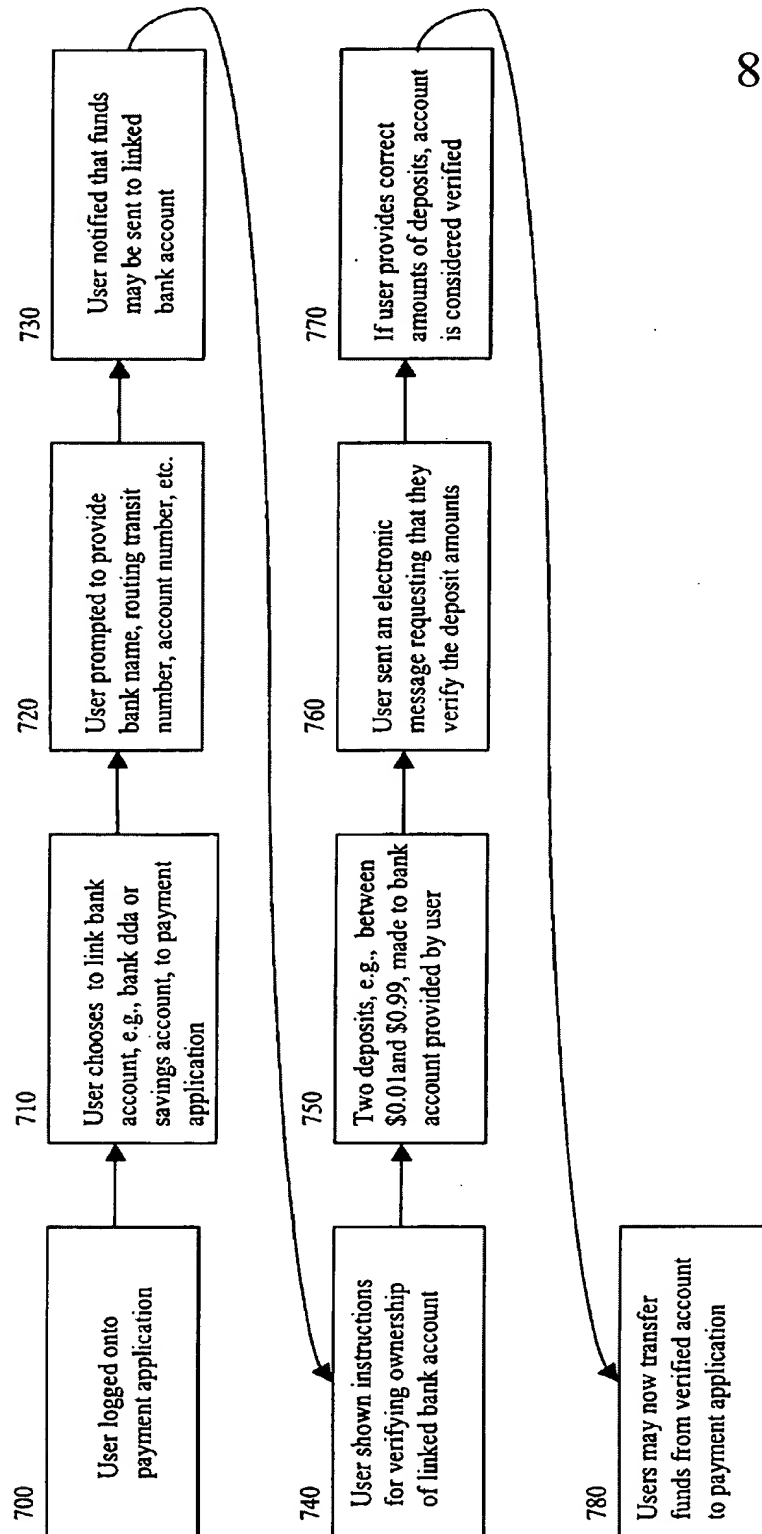 700
User logged onto
payment application
710
User chooses to link bank
account, e.g., bank dda or
savings account, to payment
application
720
User prompted to provide
bank name, routing transit
number, account number, etc.
730
User notified that funds
may be sent to linked
bank account
740
User shown instructions
for verifying ownership
of linked bank account
750
Two deposits, e.g., between
$0.01and $0.99, made to bank
account provided by user
760
User sent an electronic
message requesting that they
verify the deposit amounts
770
If user provides correct
amounts of deposits, account
is considered verified
780
Users may now transfer
funds from verified account
to payment application
8